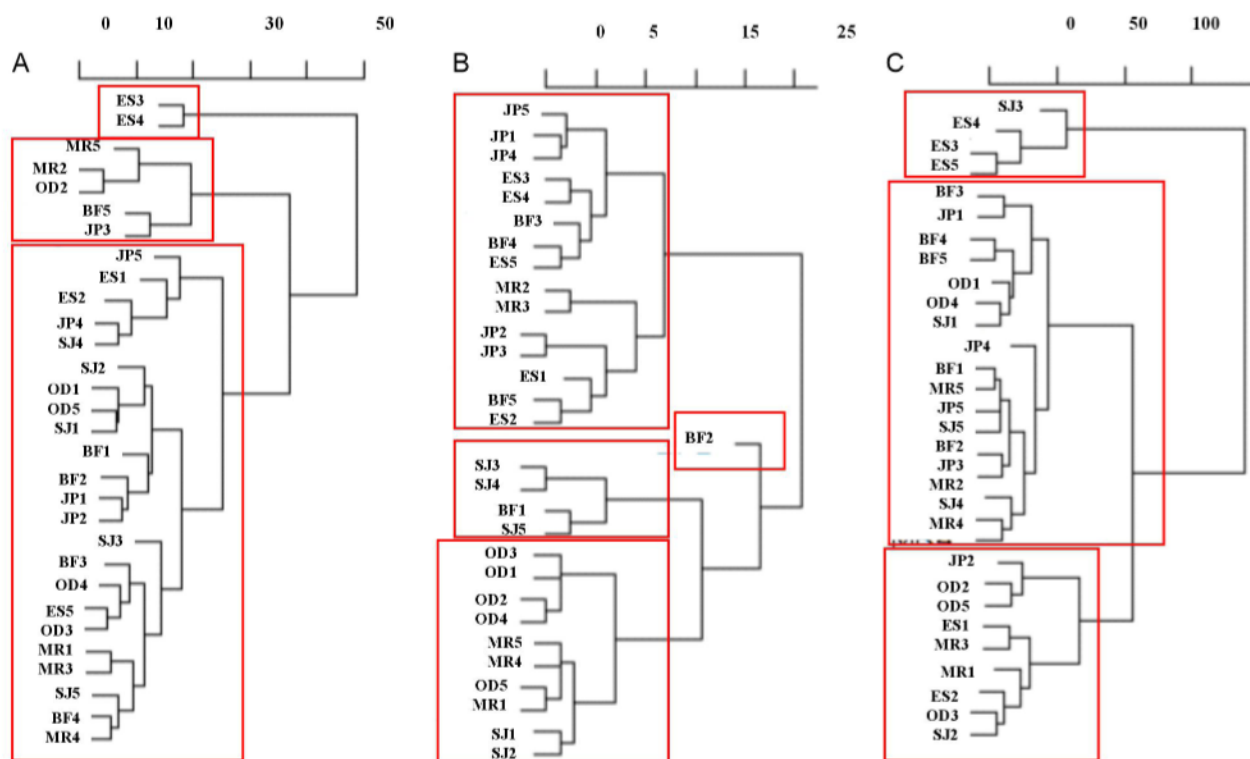 0 10 30 50
A
ES3
ES4
MR5
MR2
OD2
BF5
JP3
JP5
ES1
ES2
JP4
SJ4
SJ2
OD1
OD5
SJ1
BF1
BF2
JP1
JP2
SJ3
BF3
OD4
ES5
OD3
MR1
MR3
SJ5
BF4
MR4
0 5 15 25
B
JP5
JP1
JP4
ES3
ES4
BF3
BF4
ES5
MR2
MR3
JP2
JP3
ES1
BF5
ES2
BF2
SJ3
SJ4
BF1
SJ5
OD3
OD1
OD2
OD4
MR5
MR4
OD5
MR1
SJ1
SJ2
0 50 100
C
SJ3
ES4
ES3
ES5
BF3
JP1
BF4
BF5
OD1
OD4
SJ1
JP4
BF1
MR5
JP5
SJ5
BF2
JP3
MR2
SJ4
MR4
JP2
OD2
OD5
ES1
MR3
MR1
ES2
OD3
SJ2